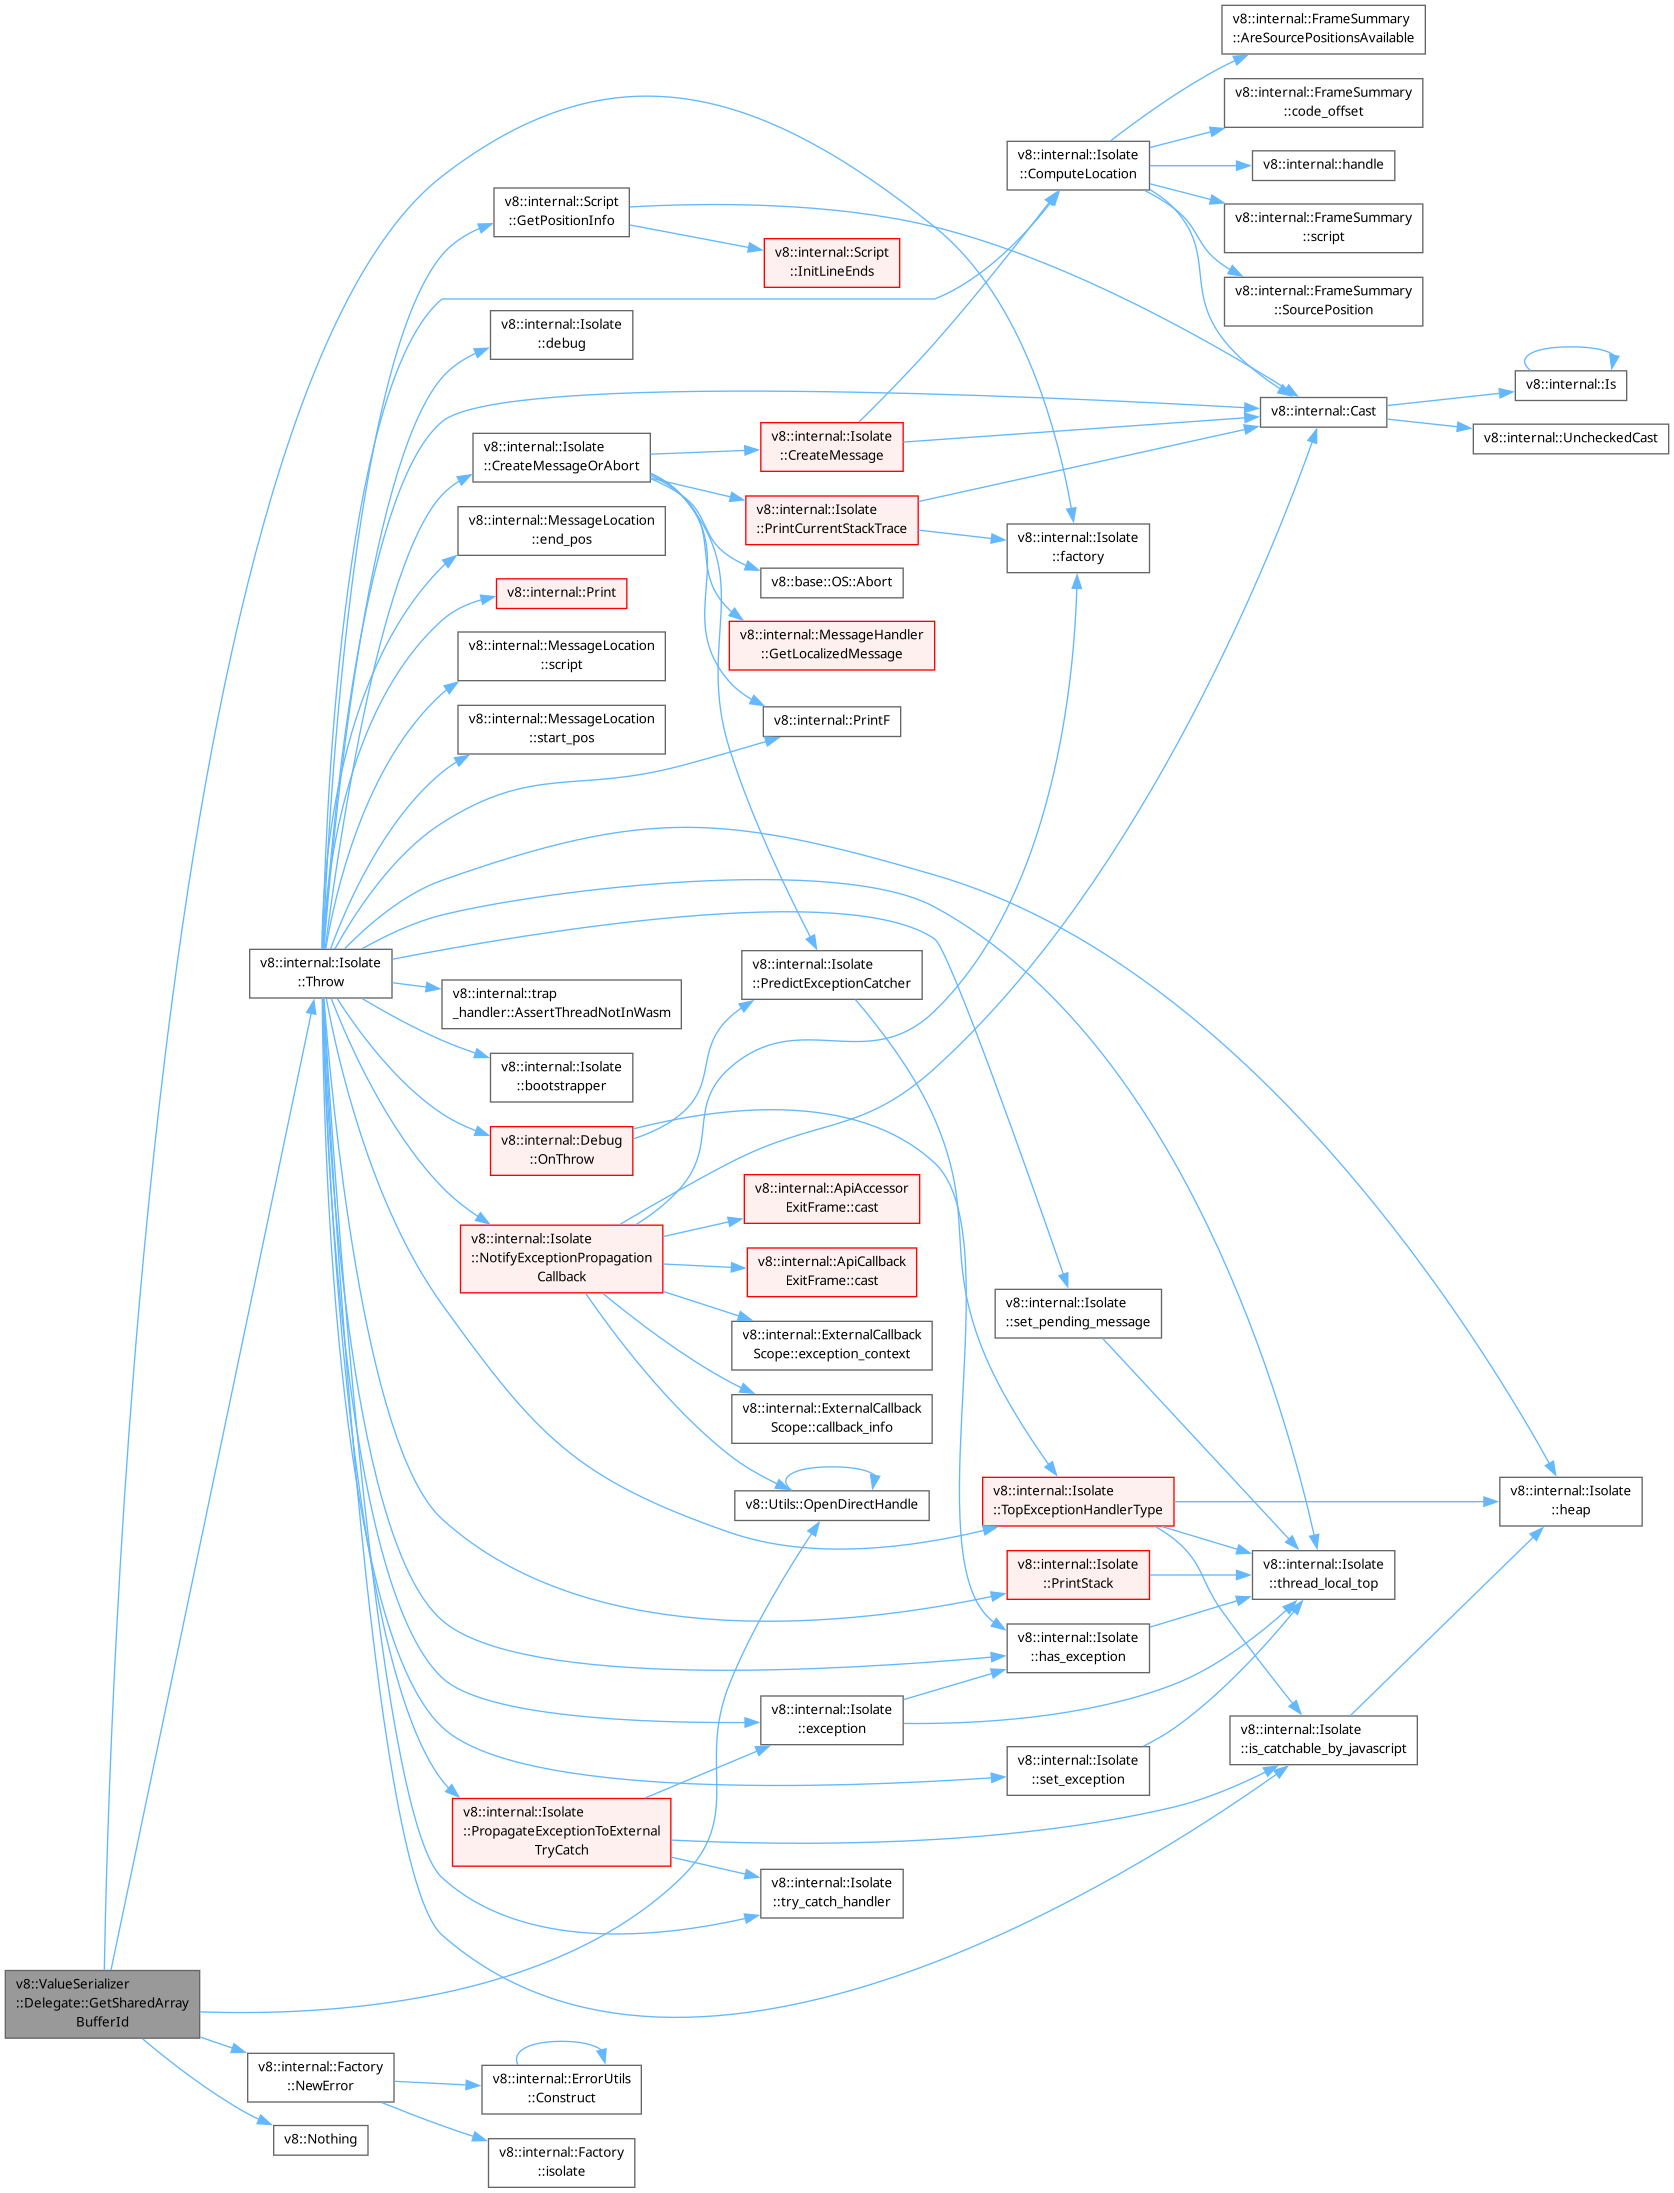 v8::internal::FrameSummary
::AreSourcePositionsAvailable
v8::internal::FrameSummary
::code_offset
v8::internal::Isolate
::ComputeLocation
v8::internal::handle
v8::internal::Script
::GetPositionInfo
v8::internal::FrameSummary
::script
v8::internal::Script
::InitLineEnds
v8::internal::FrameSummary
::SourcePosition
v8::internal::Isolate
::debug
v8::internal::Is
v8::internal::Cast
v8::internal::UncheckedCast
v8::internal::Isolate
::CreateMessageOrAbort
v8::internal::Isolate
::CreateMessage
v8::internal::MessageLocation
::end_pos
v8::internal::Isolate
::PrintCurrentStackTrace
v8::internal::Isolate
::factory
v8::internal::Print
v8::base::OS::Abort
v8::internal::MessageLocation
::script
v8::internal::MessageHandler
::GetLocalizedMessage
v8::internal::MessageLocation
::start_pos
v8::internal::PrintF
v8::internal::Isolate
::Throw
v8::internal::Isolate
::PredictExceptionCatcher
v8::internal::trap
_handler::AssertThreadNotInWasm
v8::internal::Isolate
::bootstrapper
v8::internal::Debug
::OnThrow
v8::internal::ApiAccessor
ExitFrame::cast
v8::internal::Isolate
::NotifyExceptionPropagation
Callback
v8::internal::ApiCallback
ExitFrame::cast
v8::internal::Isolate
::set_pending_message
v8::internal::ExternalCallback
Scope::exception_context
v8::internal::ExternalCallback
Scope::callback_info
v8::Utils::OpenDirectHandle
v8::internal::Isolate
::TopExceptionHandlerType
v8::internal::Isolate
::heap
v8::internal::Isolate
::PrintStack
v8::internal::Isolate
::thread_local_top
v8::internal::Isolate
::has_exception
v8::internal::Isolate
::exception
v8::internal::Isolate
::is_catchable_by_javascript
v8::internal::Isolate
::set_exception
v8::internal::Isolate
::PropagateExceptionToExternal
TryCatch
v8::internal::Isolate
::try_catch_handler
v8::ValueSerializer
::Delegate::GetSharedArray
BufferId
v8::internal::Factory
::NewError
v8::internal::ErrorUtils
::Construct
v8::Nothing
v8::internal::Factory
::isolate